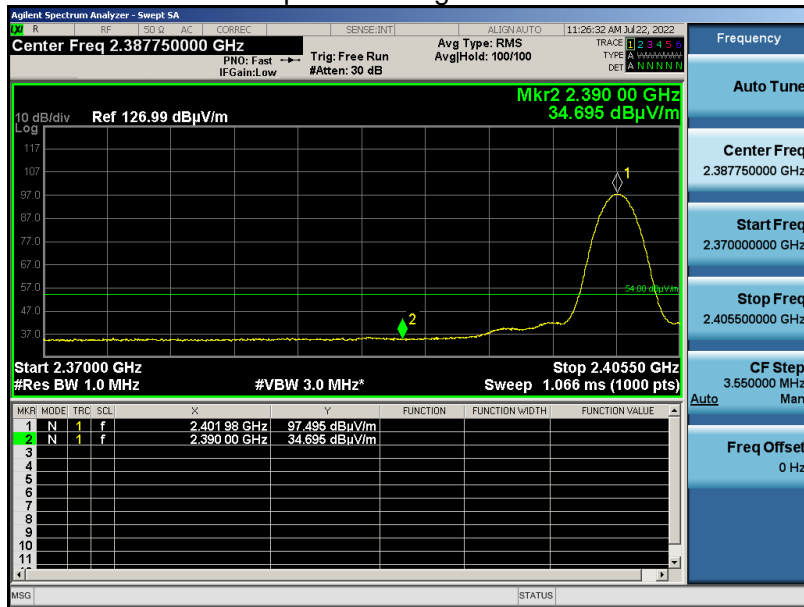 Agilent Spectrum Analyzer - Swept SA
LXI R RF 50 Ω AC CORREC SENSE:INT ALIGN AUTO 11:26:32 AM Jul 22, 2022
Center Freq 2.387750000 GHz
PNO: Fast
IFGain:Low
Trig: Free Run
#Atten: 30 dB
Avg Type: RMS
Avg|Hold: 100/100
TRACE 1 2 3 4 5 6
TYPE A WWWWW
DET A N N N N N
Mkr2 2.390 00 GHz
34.695 dBµV/m
10 dB/div Ref 126.99 dBµV/m
Log
117
107
97.0
87.0
77.0
67.0
57.0
47.0
37.0
1
2
54.00 dBµV/m
Start 2.37000 GHz Stop 2.40550 GHz
#Res BW 1.0 MHz #VBW 3.0 MHz* Sweep 1.066 ms (1000 pts)
MKR MODE TRC SCL X Y FUNCTION FUNCTION WIDTH FUNCTION VALUE
1 N 1 f 2.401 98 GHz 97.495 dBµV/m
2 N 1 f 2.390 00 GHz 34.695 dBµV/m
3
4
5
6
7
8
9
10
11
MSG STATUS
Frequency
Auto Tune
Center Freq
2.387750000 GHz
Start Freq
2.370000000 GHz
Stop Freq
2.405500000 GHz
CF Step
3.550000 MHz
Auto Man
Freq Offset
0 Hz